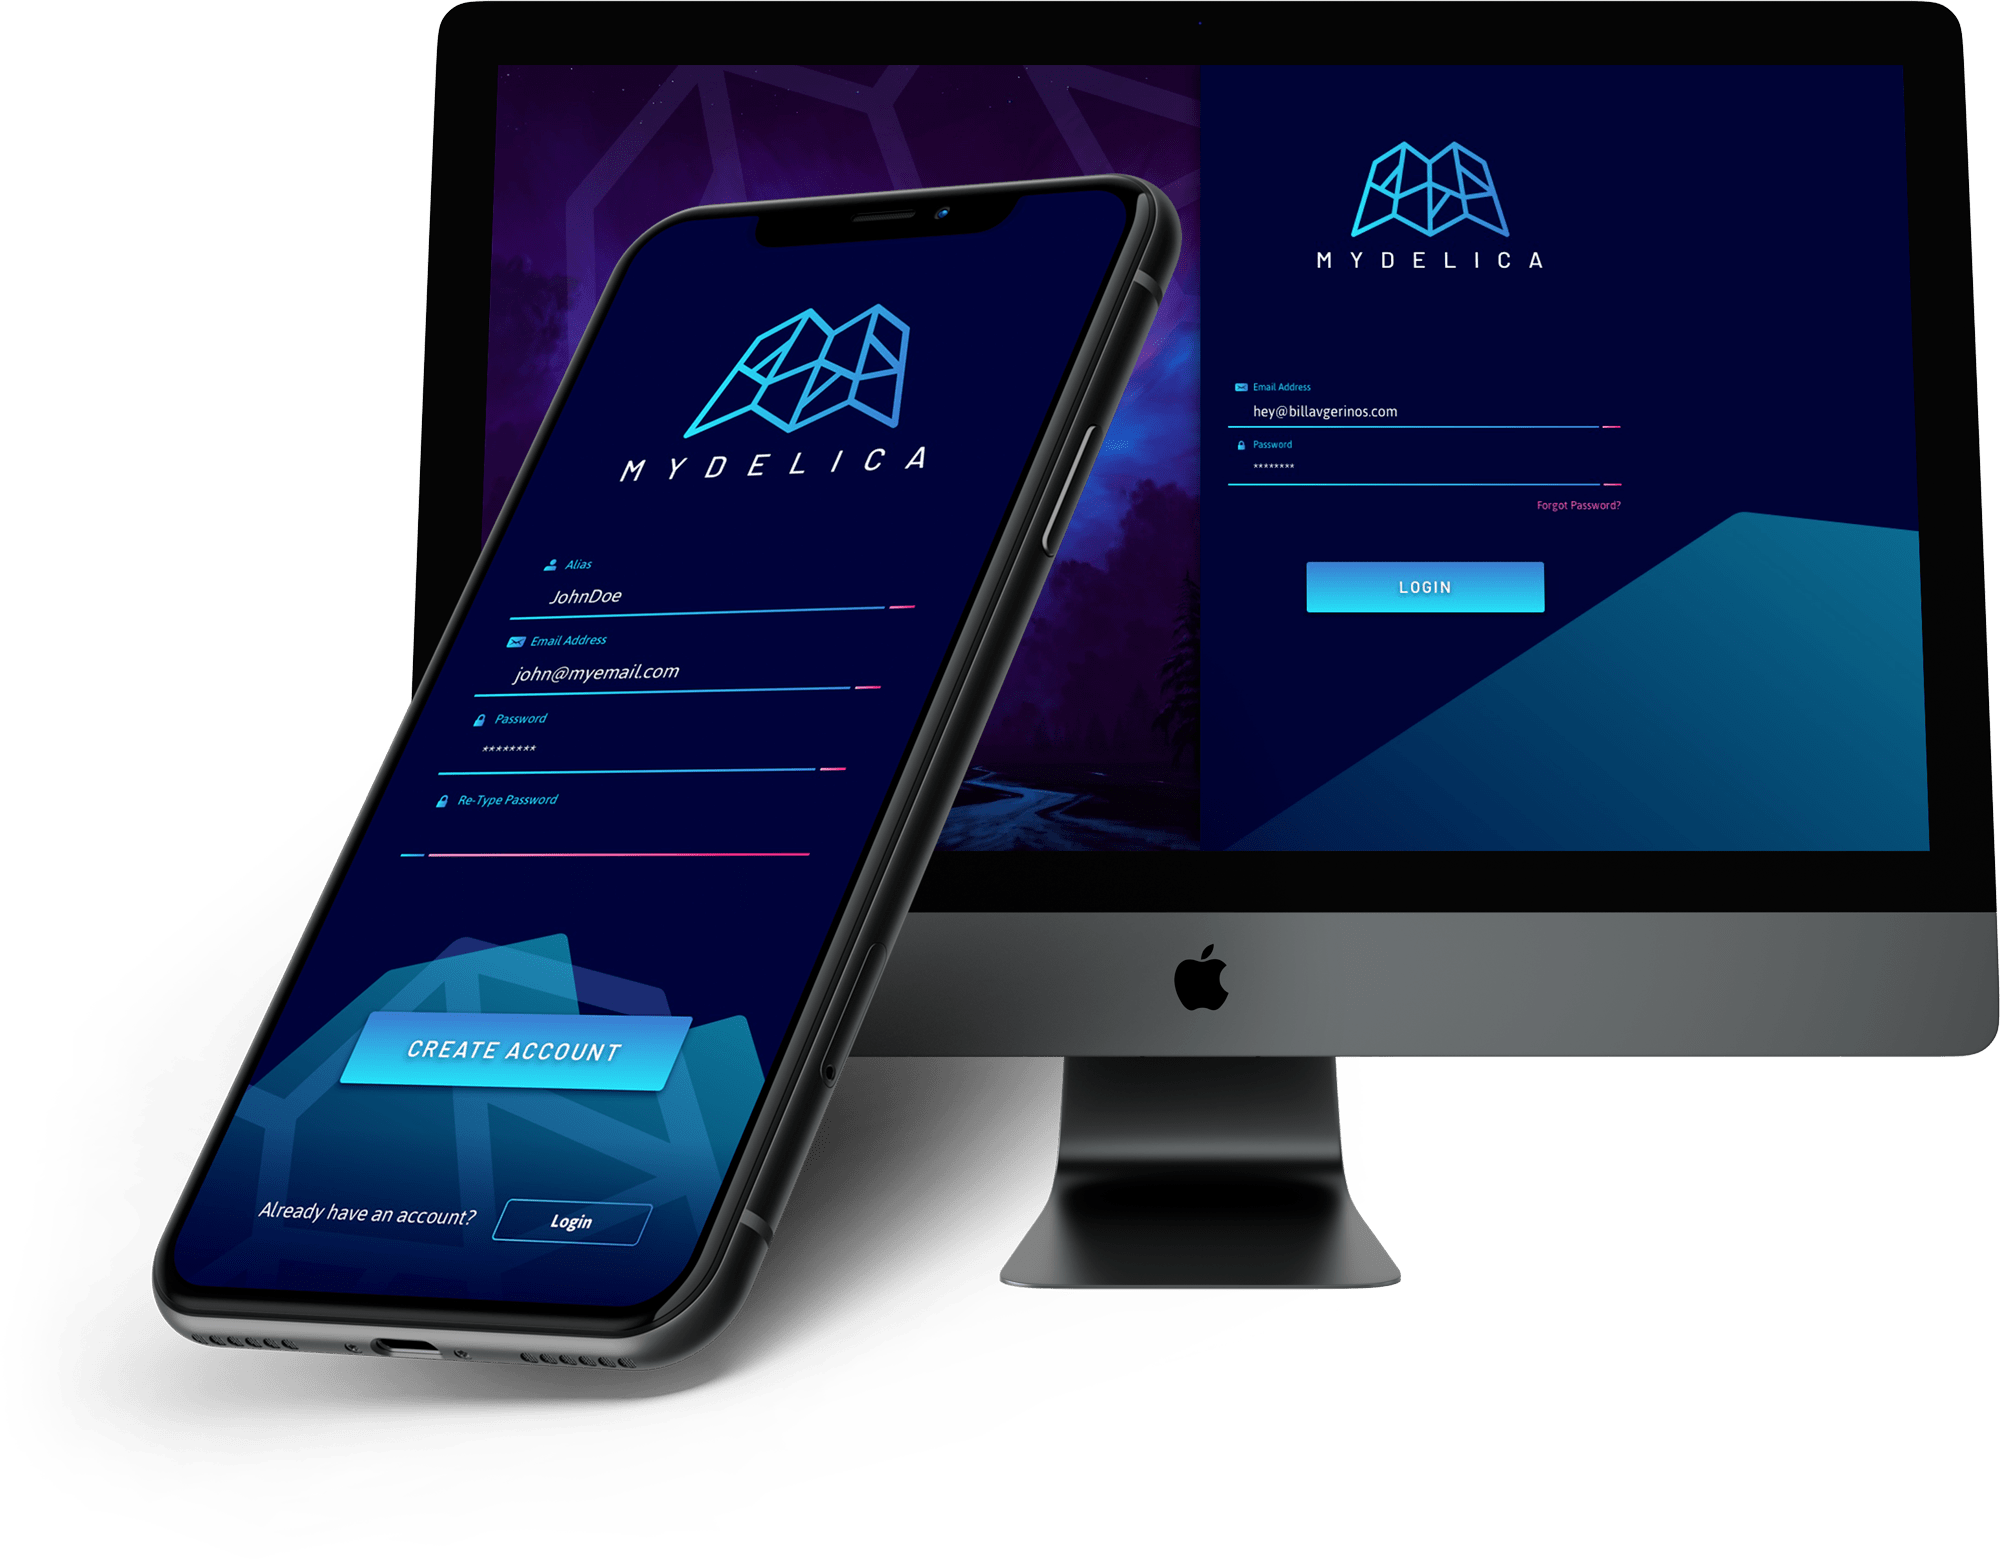 MYDELICA
Alias
JohnDoe
Email Address
john@myemail.com
Password
********
Re-Type Password
CREATE ACCOUNT
Already have an account?
Login
MYDELICA
Email Address
hey@billavgerinos.com
Password
********
Forgot Password?
LOGIN